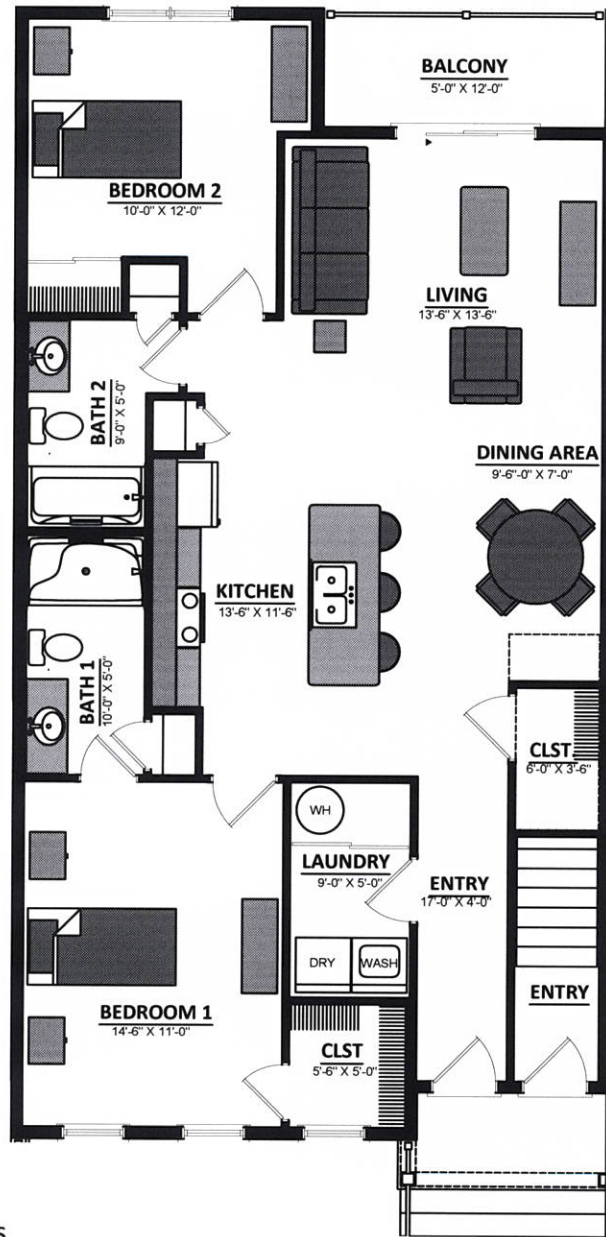 BALCONY
5'-0" X 12'-0"
BEDROOM 2
10'-0" X 12'-0"
LIVING
13'-6" X 13'-6"
BATH 2
9'-0" X 5'-0"
DINING AREA
9'-6"-0" X 7'-0"
KITCHEN
13'-6" X 11'-6"
BATH 1
10'-0" X 5'-0"
CLST
6'-0" X 3'-6"
WH
LAUNDRY
9'-0" X 5'-0"
ENTRY
17'-0" X 4'-0"
DRY
WASH
ENTRY
BEDROOM 1
14'-6" X 11'-0"
CLST
5'-6" X 5'-0"